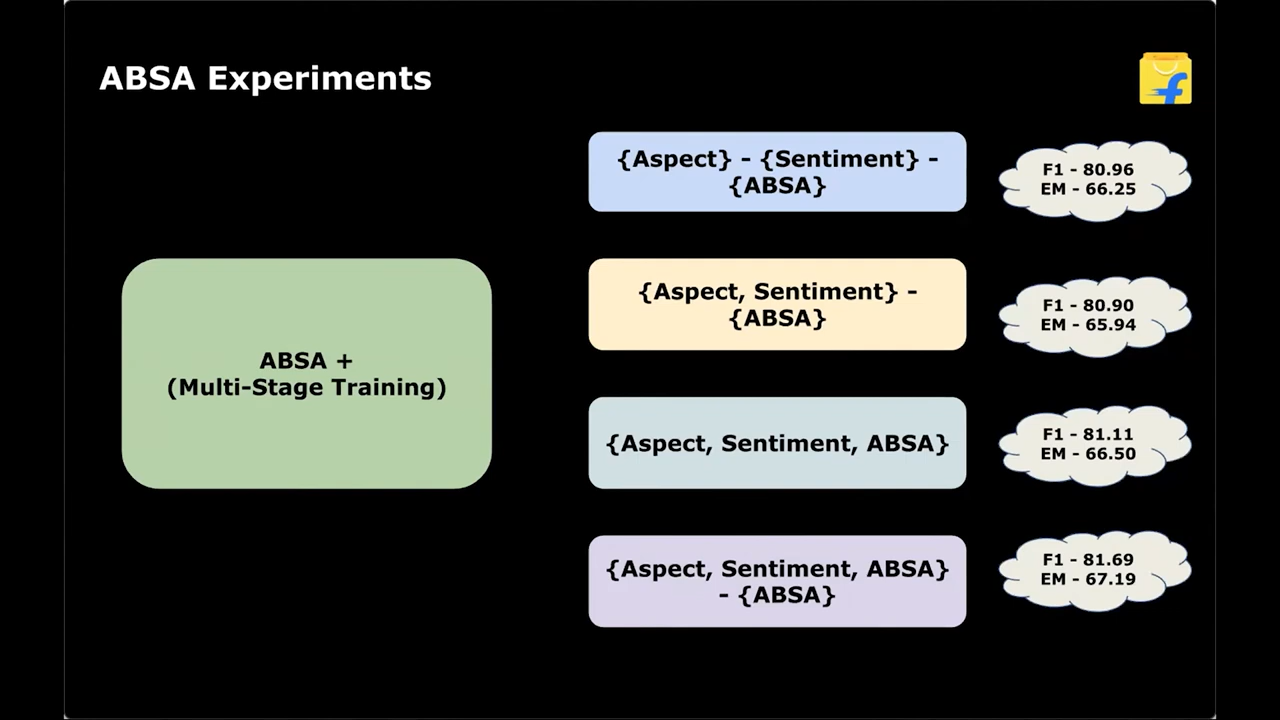 ABSA Experiments
{Aspect} - {Sentiment} -
{ABSA}
F1 - 80.96
EM - 66.25
{Aspect, Sentiment} -
{ABSA}
F1 - 80.90
EM - 65.94
ABSA +
(Multi-Stage Training)
{Aspect, Sentiment, ABSA}
F1 - 81.11
EM - 66.50
{Aspect, Sentiment, ABSA}
- {ABSA}
F1 - 81.69
EM - 67.19